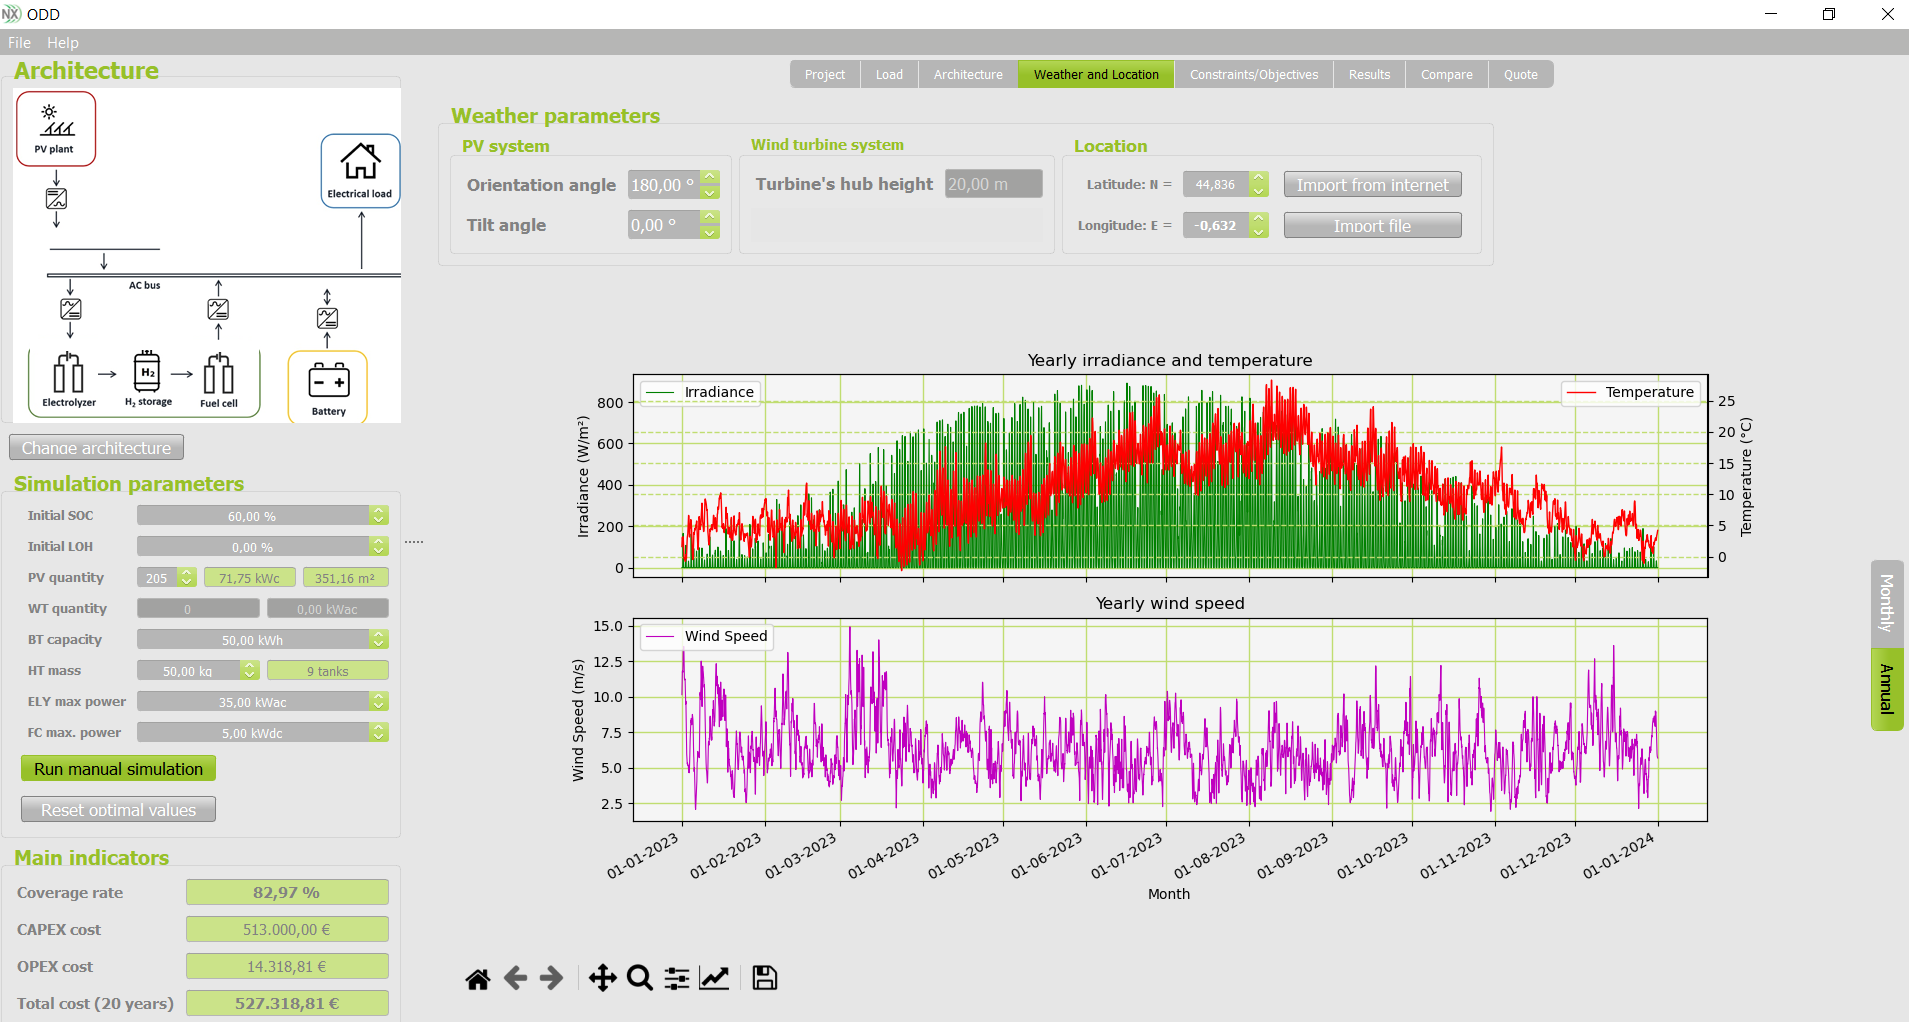 NX ODD
File Help
Architecture
PV plant
Electrical load
AC bus
Electrolyzer
H₂
H₂ storage
Fuel cell
Battery
Change architecture
Simulation parameters
Initial SOC 60,00 %
Initial LOH 0,00 %
PV quantity 205 71,75 kWc 351,16 m²
WT quantity 0 0,00 kWac
BT capacity 50,00 kWh
HT mass 50,00 kg 9 tanks
ELY max power 35,00 kWac
FC max. power 5,00 kWdc
Run manual simulation
Reset optimal values
Main indicators
Coverage rate 82,97 %
CAPEX cost 513.000,00 €
OPEX cost 14.318,81 €
Total cost (20 years) 527.318,81 €
.....
Project Load Architecture Weather and Location Constraints/Objectives Results Compare Quote
Weather parameters
PV system
Orientation angle 180,00 °
Tilt angle 0,00 °
Wind turbine system
Turbine's hub height 20,00 m
Location
Latitude: N = 44,836 Import from internet
Longitude: E = -0,632 Import file
Yearly irradiance and temperature
Irradiance
Temperature
Irradiance (W/m²)
800
600
400
200
0
25
20
15
10
5
0
Temperature (°C)
Yearly wind speed
Wind Speed
Wind Speed (m/s)
15.0
12.5
10.0
7.5
5.0
2.5
01-01-2023 01-02-2023 01-03-2023 01-04-2023 01-05-2023 01-06-2023 01-07-2023 01-08-2023 01-09-2023 01-10-2023 01-11-2023 01-12-2023 01-01-2024
Month
Monthly
Annual